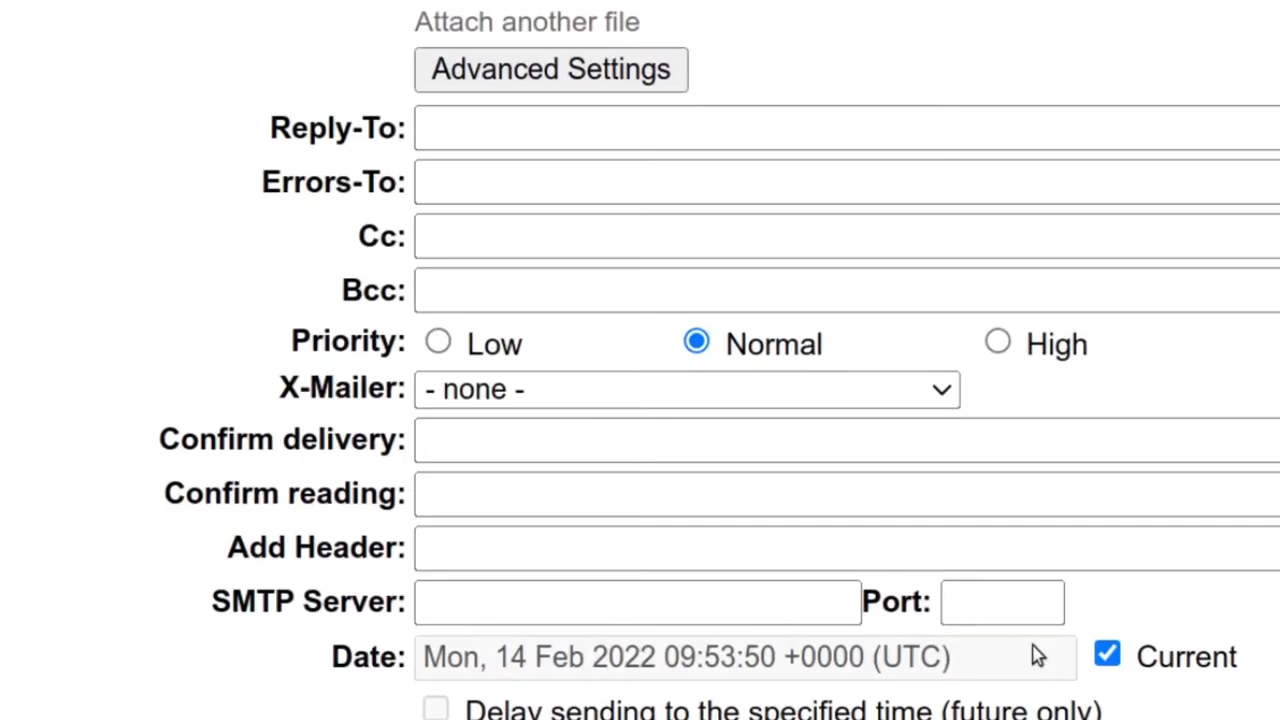 Attach another file
Advanced Settings
Reply-To:
Errors-To:
Cc:
Bcc:
Priority: Low Normal High
X-Mailer: - none -
Confirm delivery:
Confirm reading:
Add Header:
SMTP Server: Port:
Date: Mon, 14 Feb 2022 09:53:50 +0000 (UTC) Current
Delay sending to the specified time (future only)